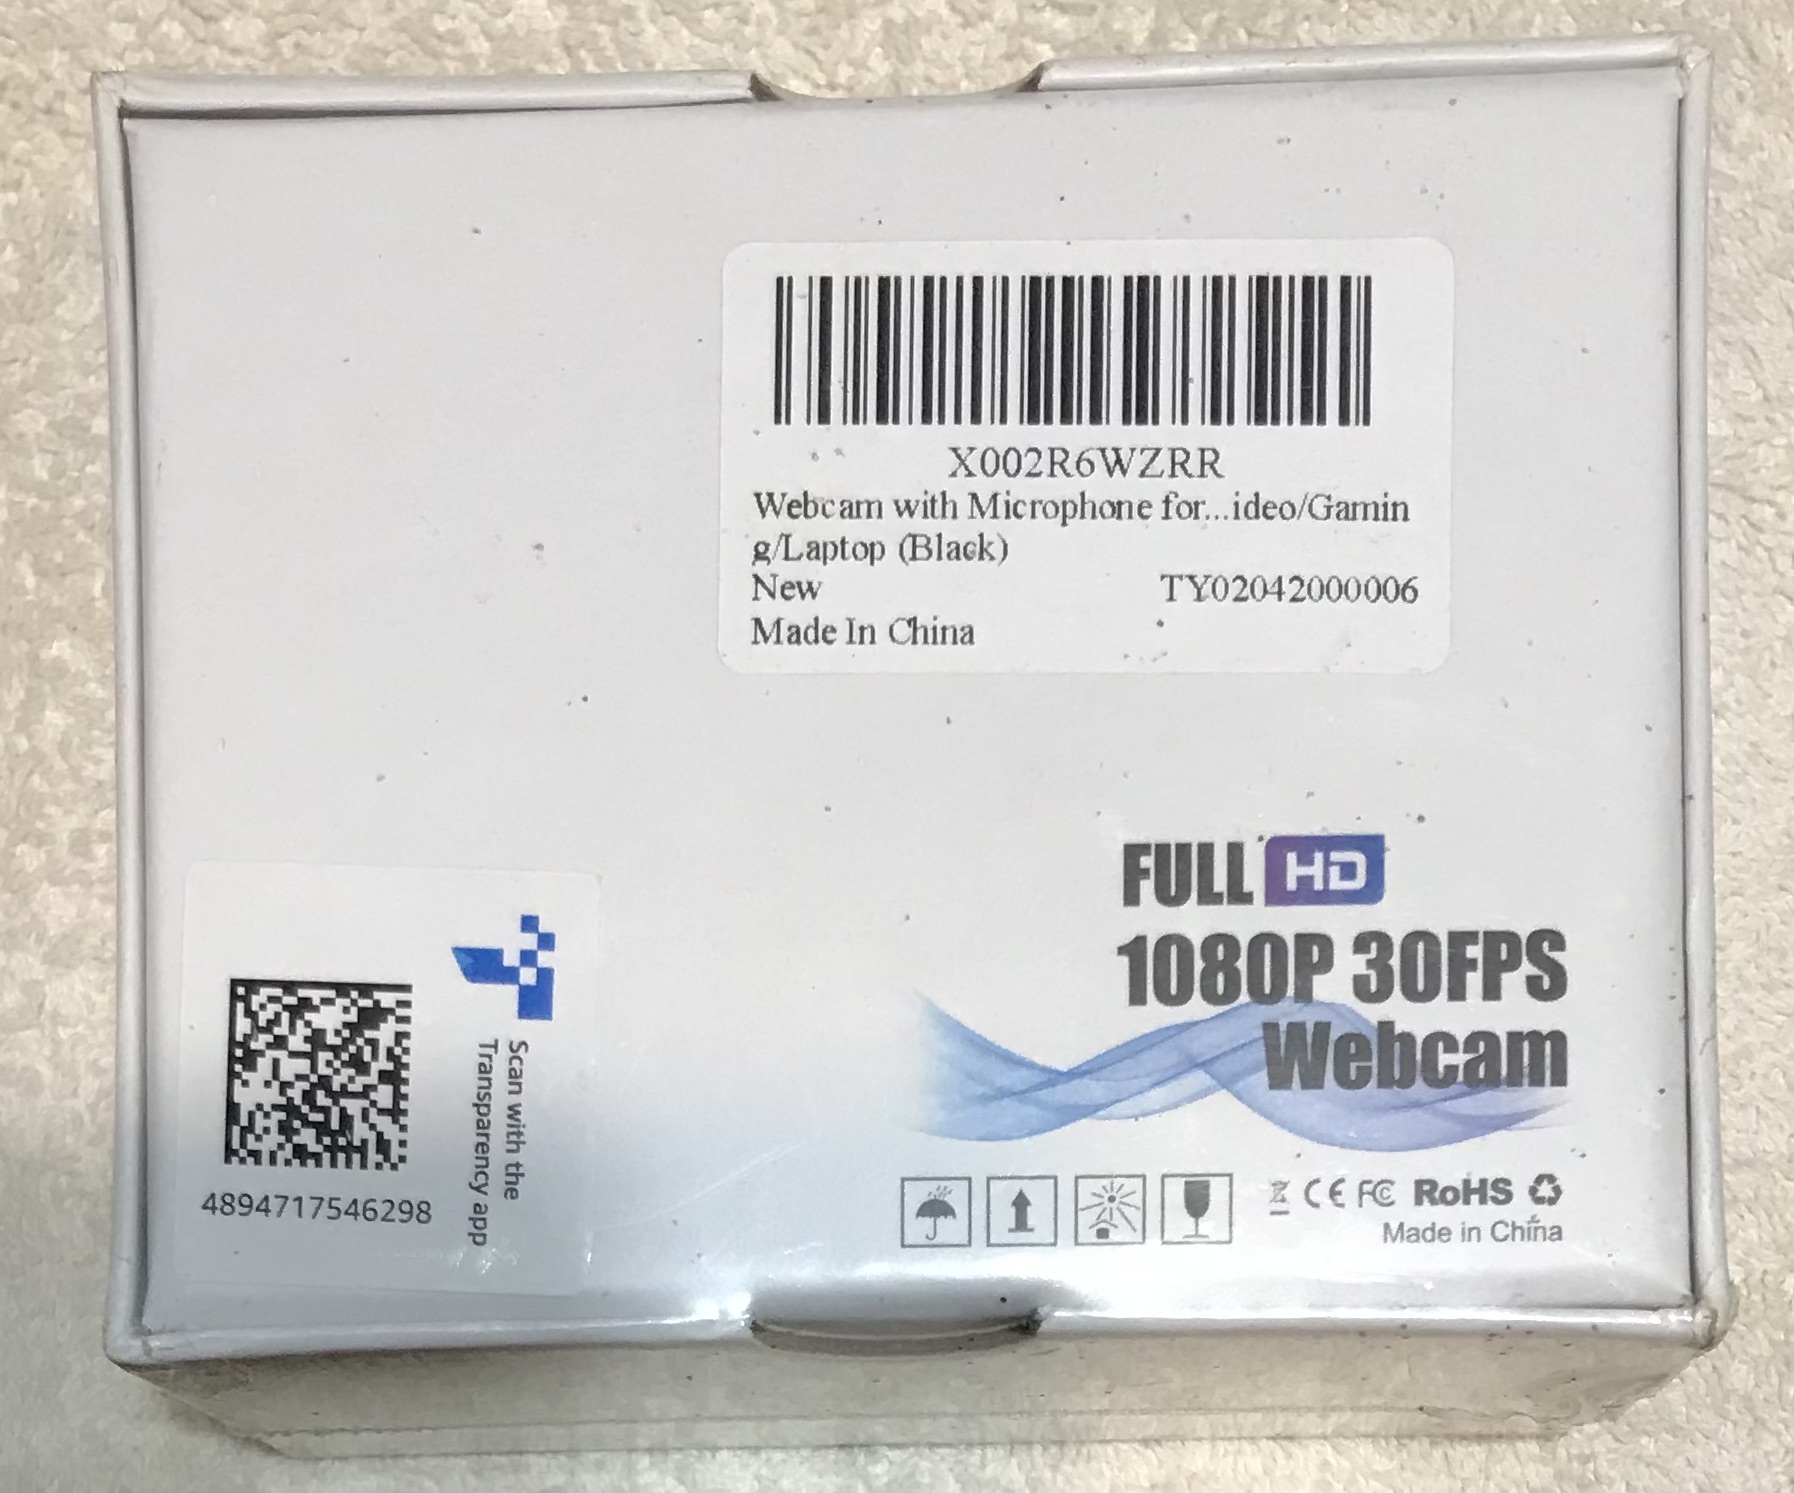 X002R6WZRR
Webcam with Microphone for...ideo/Gamin
g/Laptop (Black)
New TY02042000006
Made In China
FULL HD
1080P 30FPS
Webcam
CE FC RoHS
Made in China
Scan with the
Transparency app
4894717546298